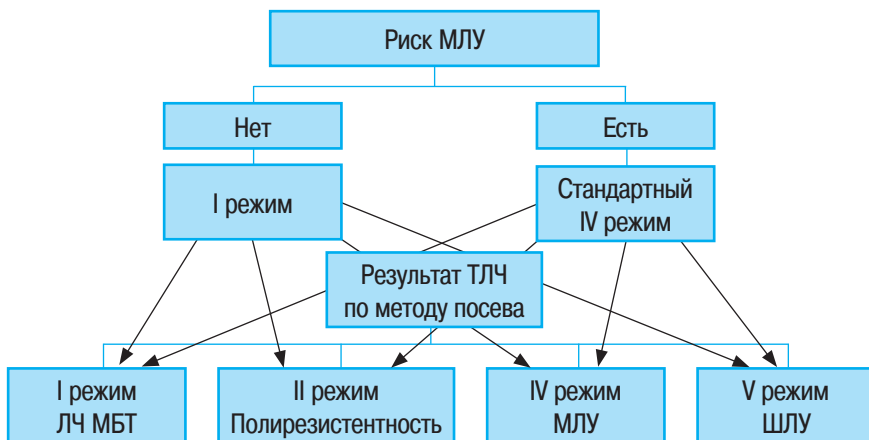 Риск МЛУ
Нет
Есть
I режим
Стандартный
IV режим
Результат ТЛЧ
по методу посева
I режим
ЛЧ МБТ
II режим
Полирезистентность
IV режим
МЛУ
V режим
ШЛУ